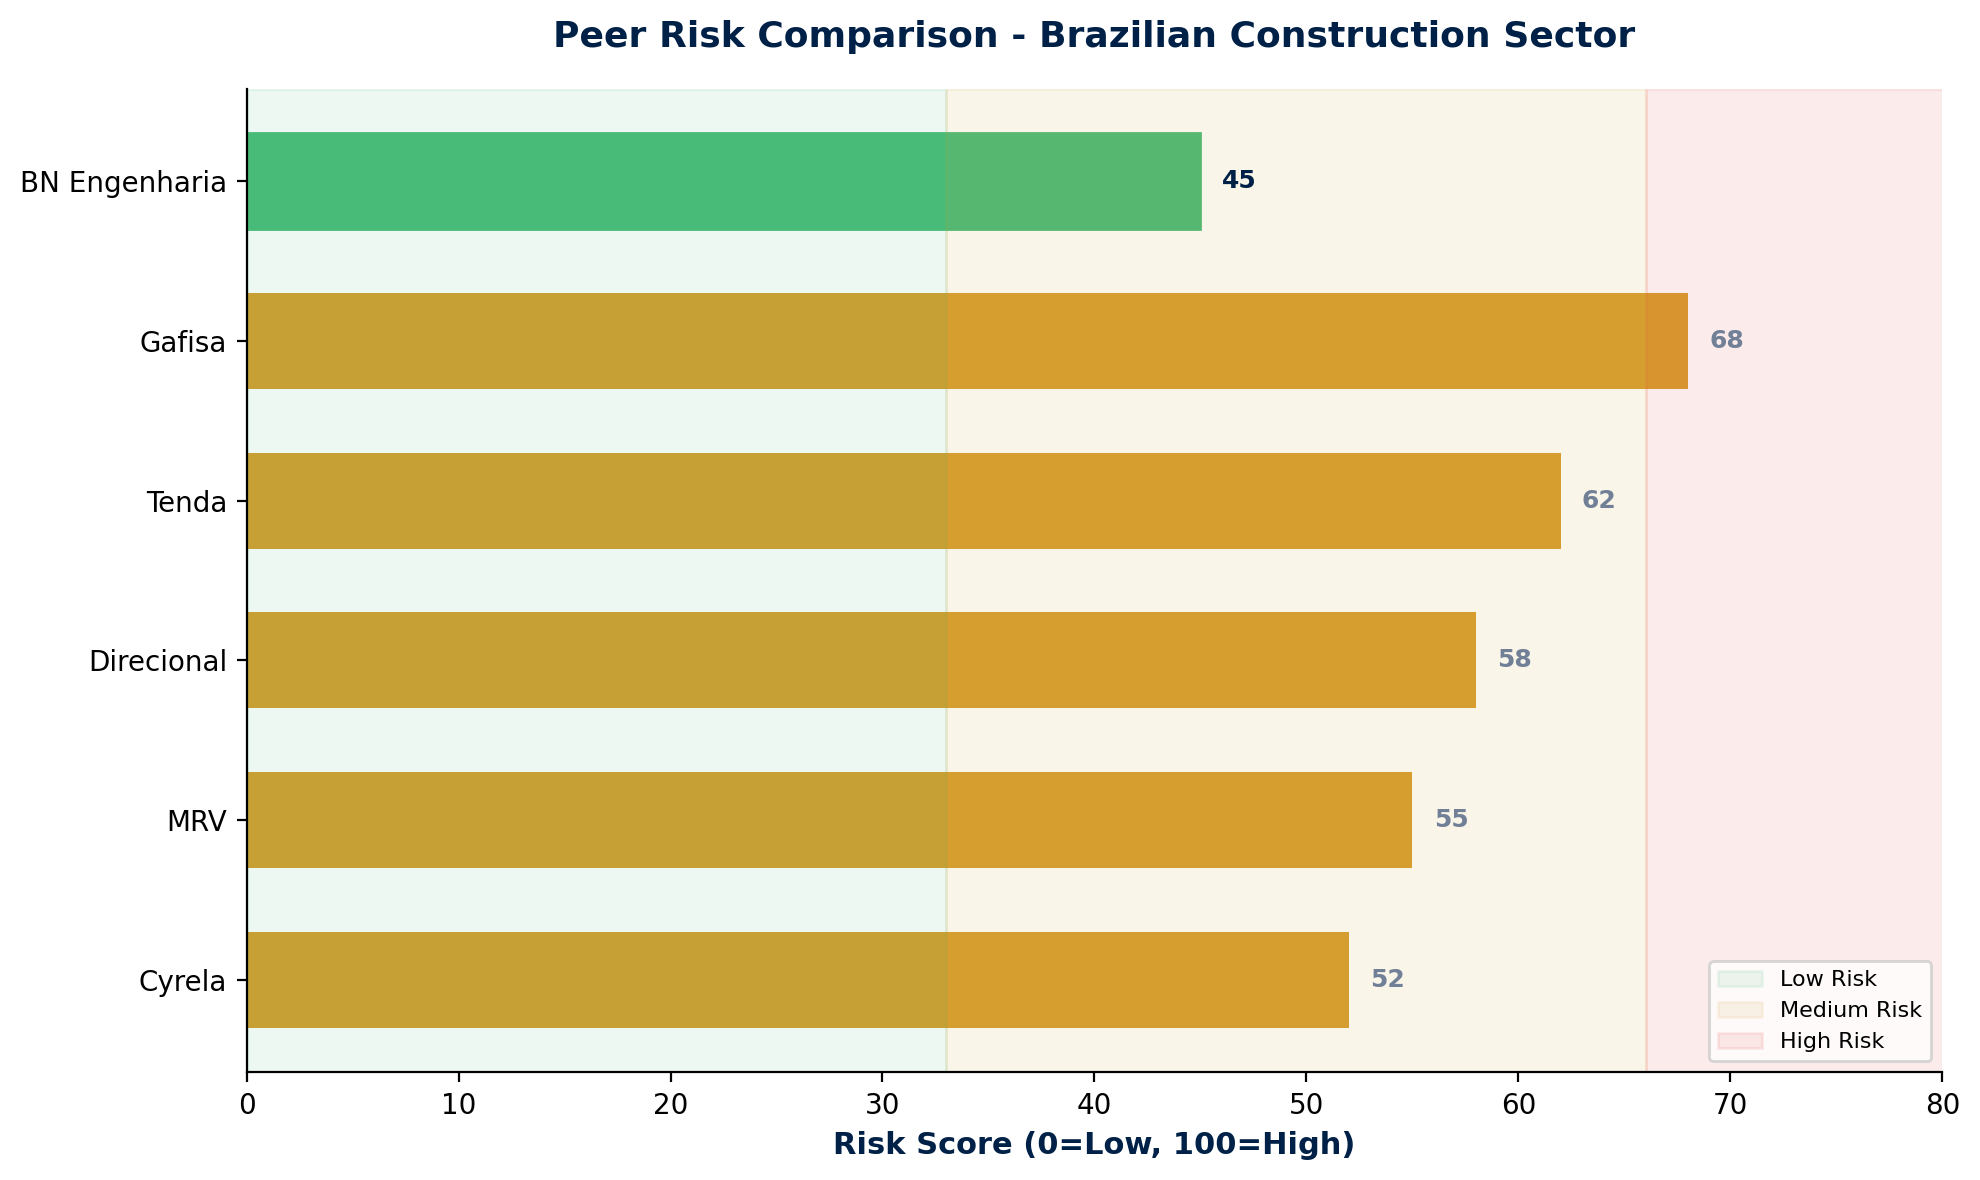 Peer Risk Comparison - Brazilian Construction Sector
BN Engenharia
45
Gafisa
68
Tenda
62
Direcional
58
MRV
55
Cyrela
52
Low Risk
Medium Risk
High Risk
0 10 20 30 40 50 60 70 80
Risk Score (0=Low, 100=High)